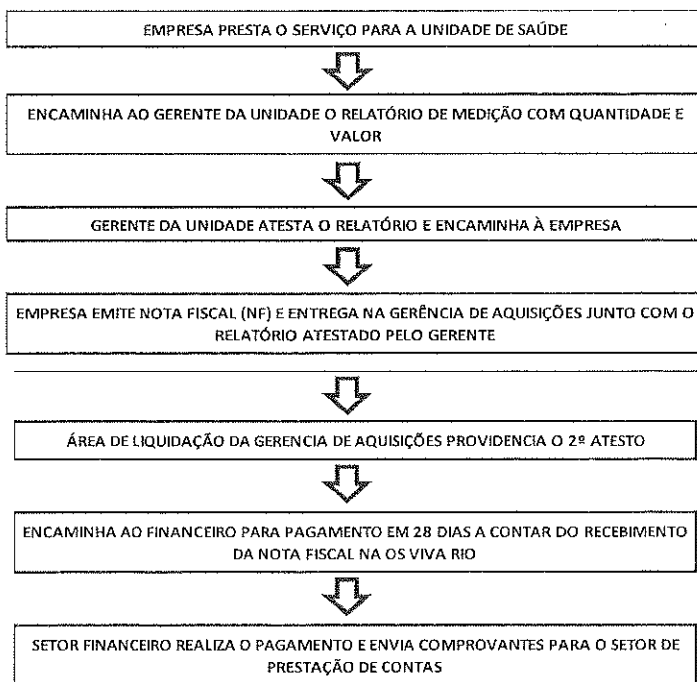 EMPRESA PRESTA O SERVIÇO PARA A UNIDADE DE SAÚDE
ENCAMINHA AO GERENTE DA UNIDADE O RELATÓRIO DE MEDIÇÃO COM QUANTIDADE E
VALOR
GERENTE DA UNIDADE ATESTA O RELATÓRIO E ENCAMINHA À EMPRESA
EMPRESA EMITE NOTA FISCAL (NF) E ENTREGA NA GERÊNCIA DE AQUISIÇÕES JUNTO COM O
RELATÓRIO ATESTADO PELO GERENTE
ÁREA DE LIQUIDAÇÃO DA GERENCIA DE AQUISIÇÕES PROVIDENCIA O 2º ATESTO
ENCAMINHA AO FINANCEIRO PARA PAGAMENTO EM 28 DIAS A CONTAR DO RECEBIMENTO
DA NOTA FISCAL NA OS VIVA RIO
SETOR FINANCEIRO REALIZA O PAGAMENTO E ENVIA COMPROVANTES PARA O SETOR DE
PRESTAÇÃO DE CONTAS